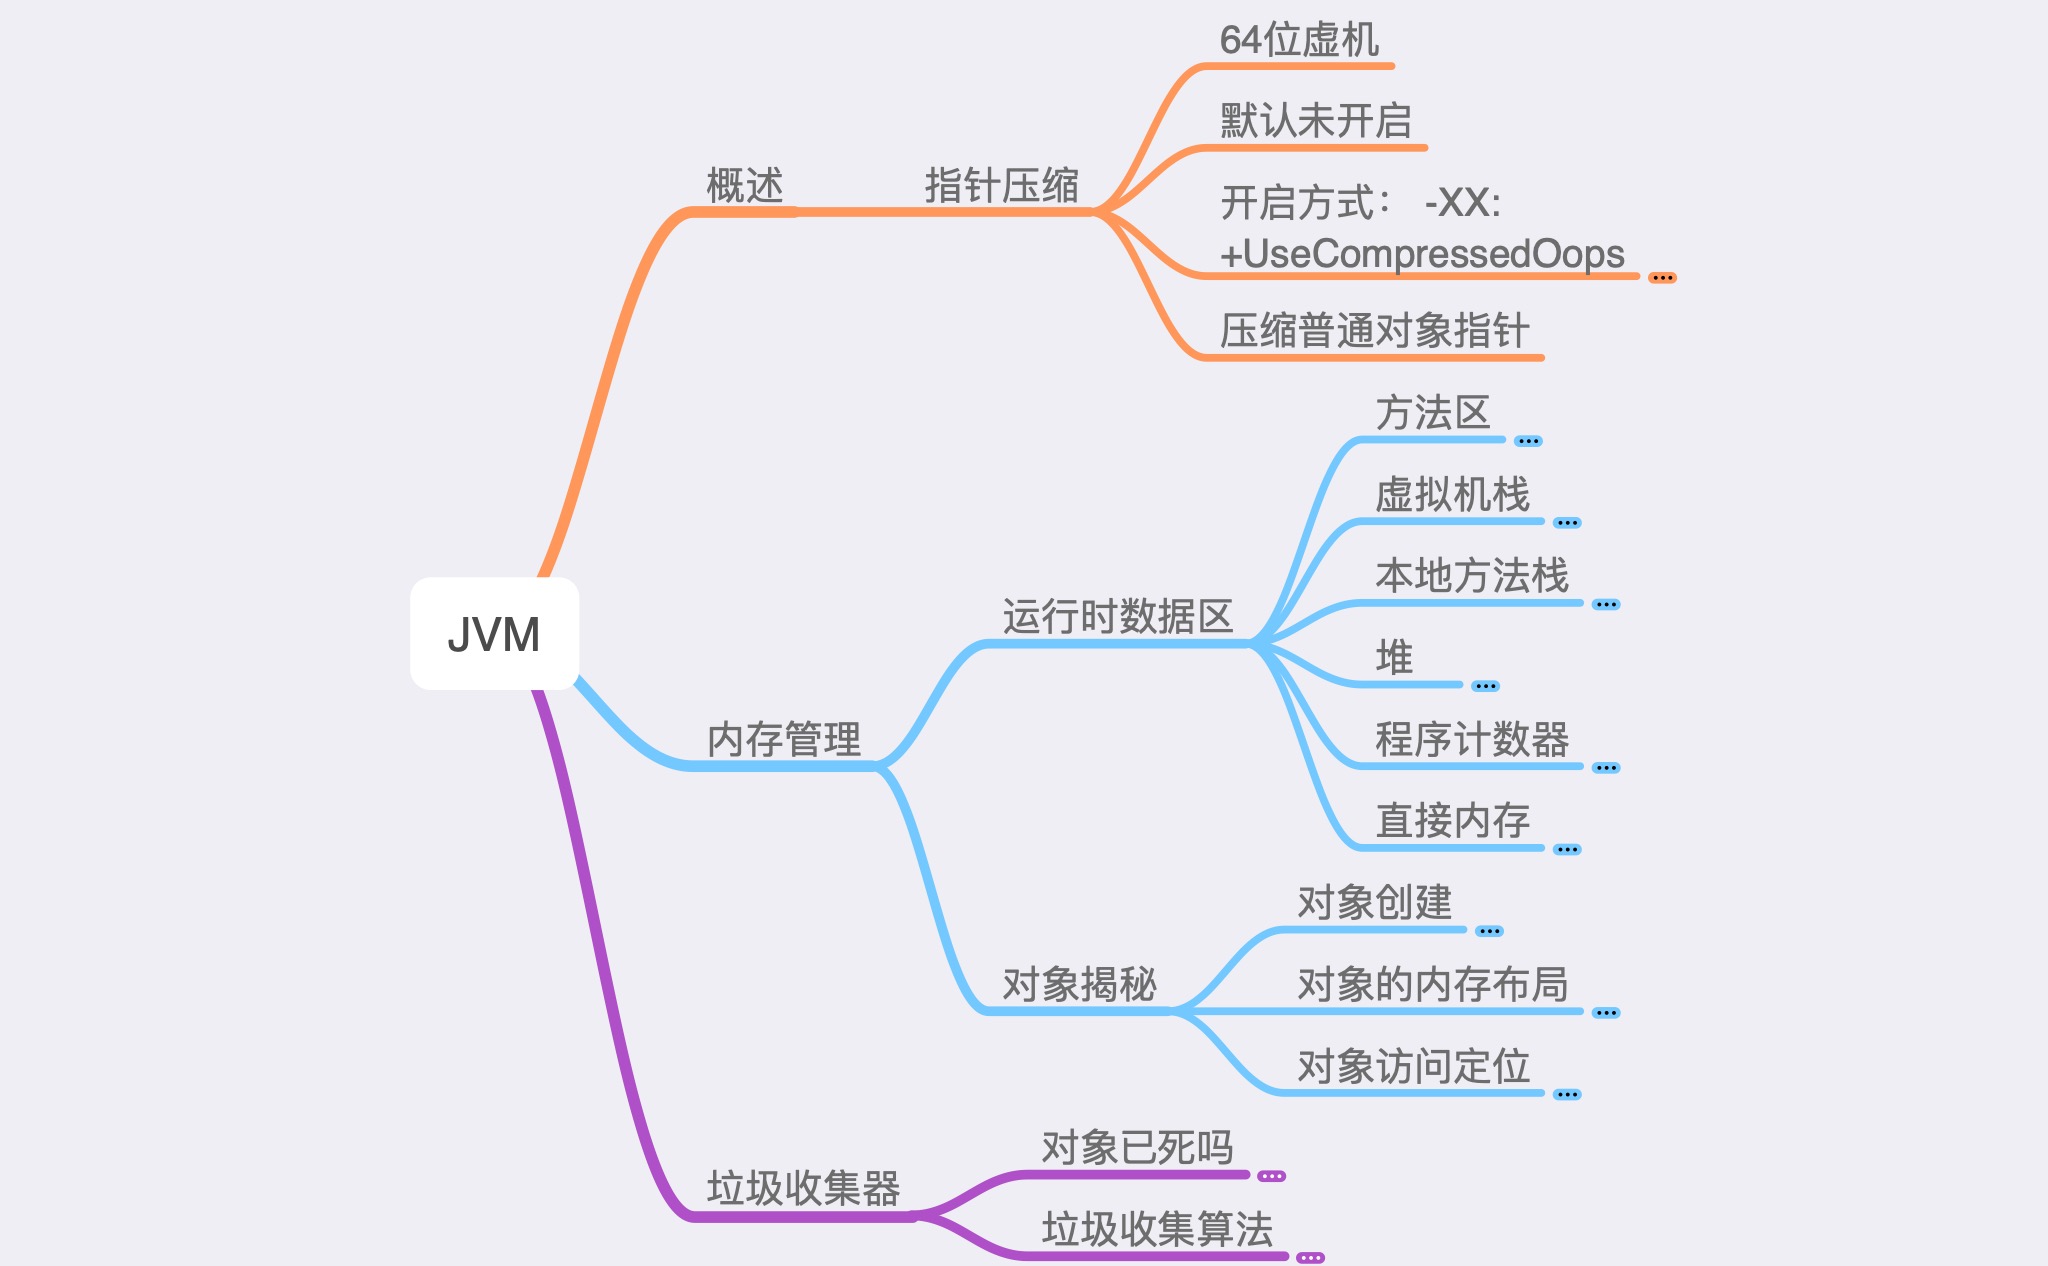 JVM
概述
指针压缩
64位虚机
默认未开启
开启方式： -XX:
+UseCompressedOops
压缩普通对象指针
内存管理
运行时数据区
方法区
虚拟机栈
本地方法栈
堆
程序计数器
直接内存
对象揭秘
对象创建
对象的内存布局
对象访问定位
垃圾收集器
对象已死吗
垃圾收集算法